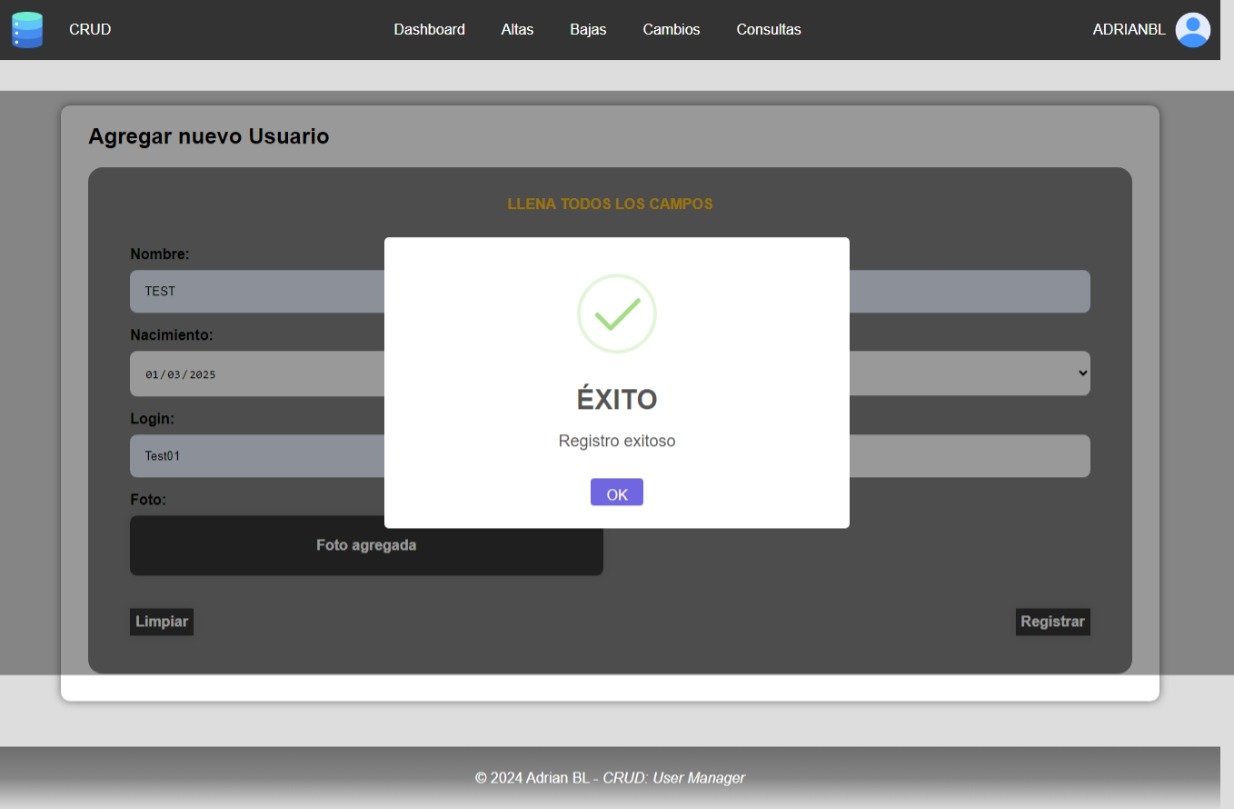 CRUD
Dashboard Altas Bajas Cambios Consultas
ADRIANBL
Agregar nuevo Usuario
LLENA TODOS LOS CAMPOS
Nombre:
TEST
Nacimiento:
01/03/2025
Login:
Test01
Foto:
Foto agregada
ÉXITO
Registro exitoso
OK
Limpiar
Registrar
© 2024 Adrian BL - CRUD: User Manager